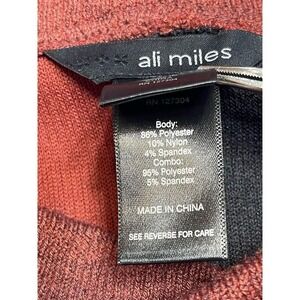 ali miles
RN 127304
Body:
86% Polyester
10% Nylon
4% Spandex
Combo:
95% Polyester
5% Spandex
MADE IN CHINA
SEE REVERSE FOR CARE